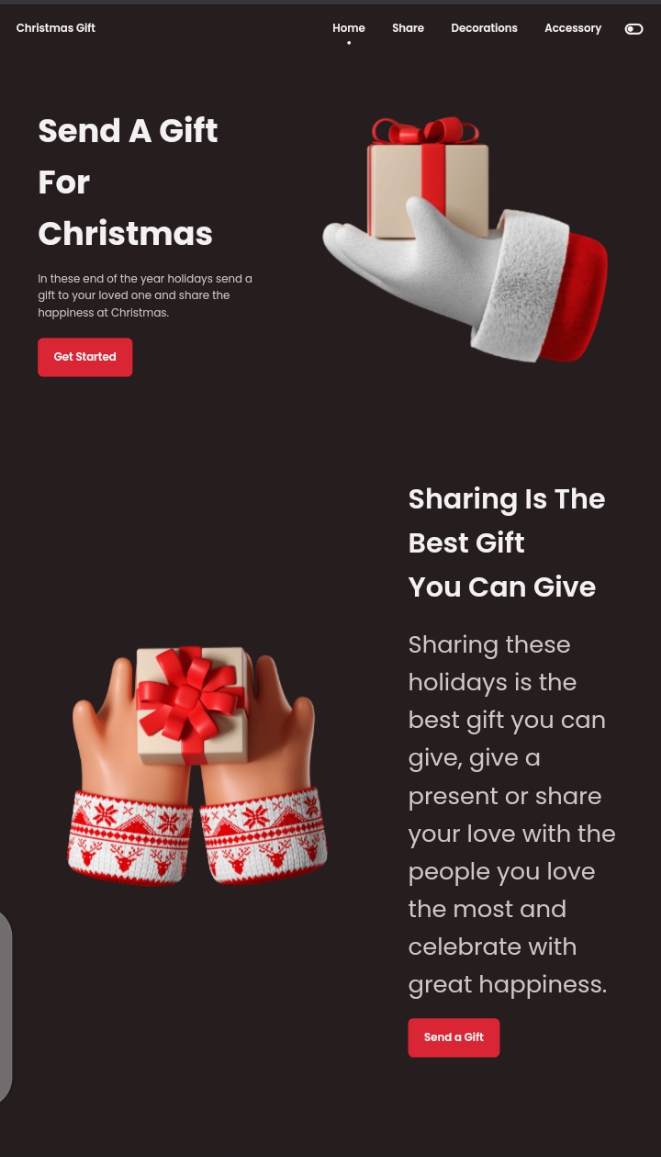 Christmas Gift
Home Share Decorations Accessory
Send A Gift
For
Christmas
In these end of the year holidays send a
gift to your loved one and share the
happiness at Christmas.
Get Started
Sharing Is The
Best Gift
You Can Give
Sharing these
holidays is the
best gift you can
give, give a
present or share
your love with the
people you love
the most and
celebrate with
great happiness.
Send a Gift